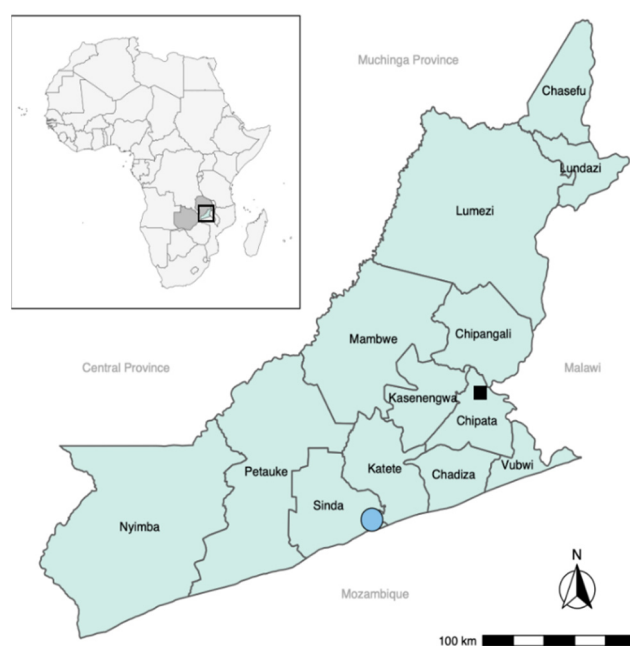 Muchinga Province
Chasefu
Lundazi
Lumezi
Mambwe
Chipangali
Central Province
Malawi
Kasenengwa
Chipata
Petauke
Katete
Chadiza
Vubwi
Sinda
Nyimba
N
Mozambique
100 km